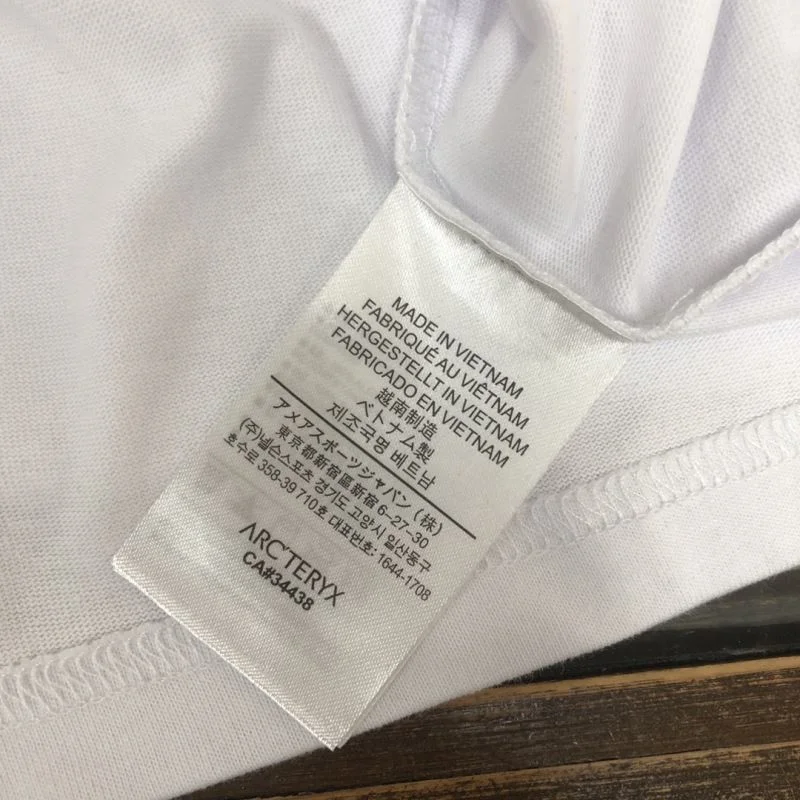 MADE IN VIETNAM
FABRIQUÉ AU VIÊTNAM
HERGESTELLT IN VIETNAM
FABRICADO EN VIETNAM
越南制造
ベトナム製
제조국명 베트남
アメアスポーツジャパン (株)
東京都新宿區新宿 6-27-30
(주)넬슨스포츠 경기도 고양시 일산동구
호수로 358-39 710호 대표번호: 1644-1708
ARC'TERYX
CA#34438